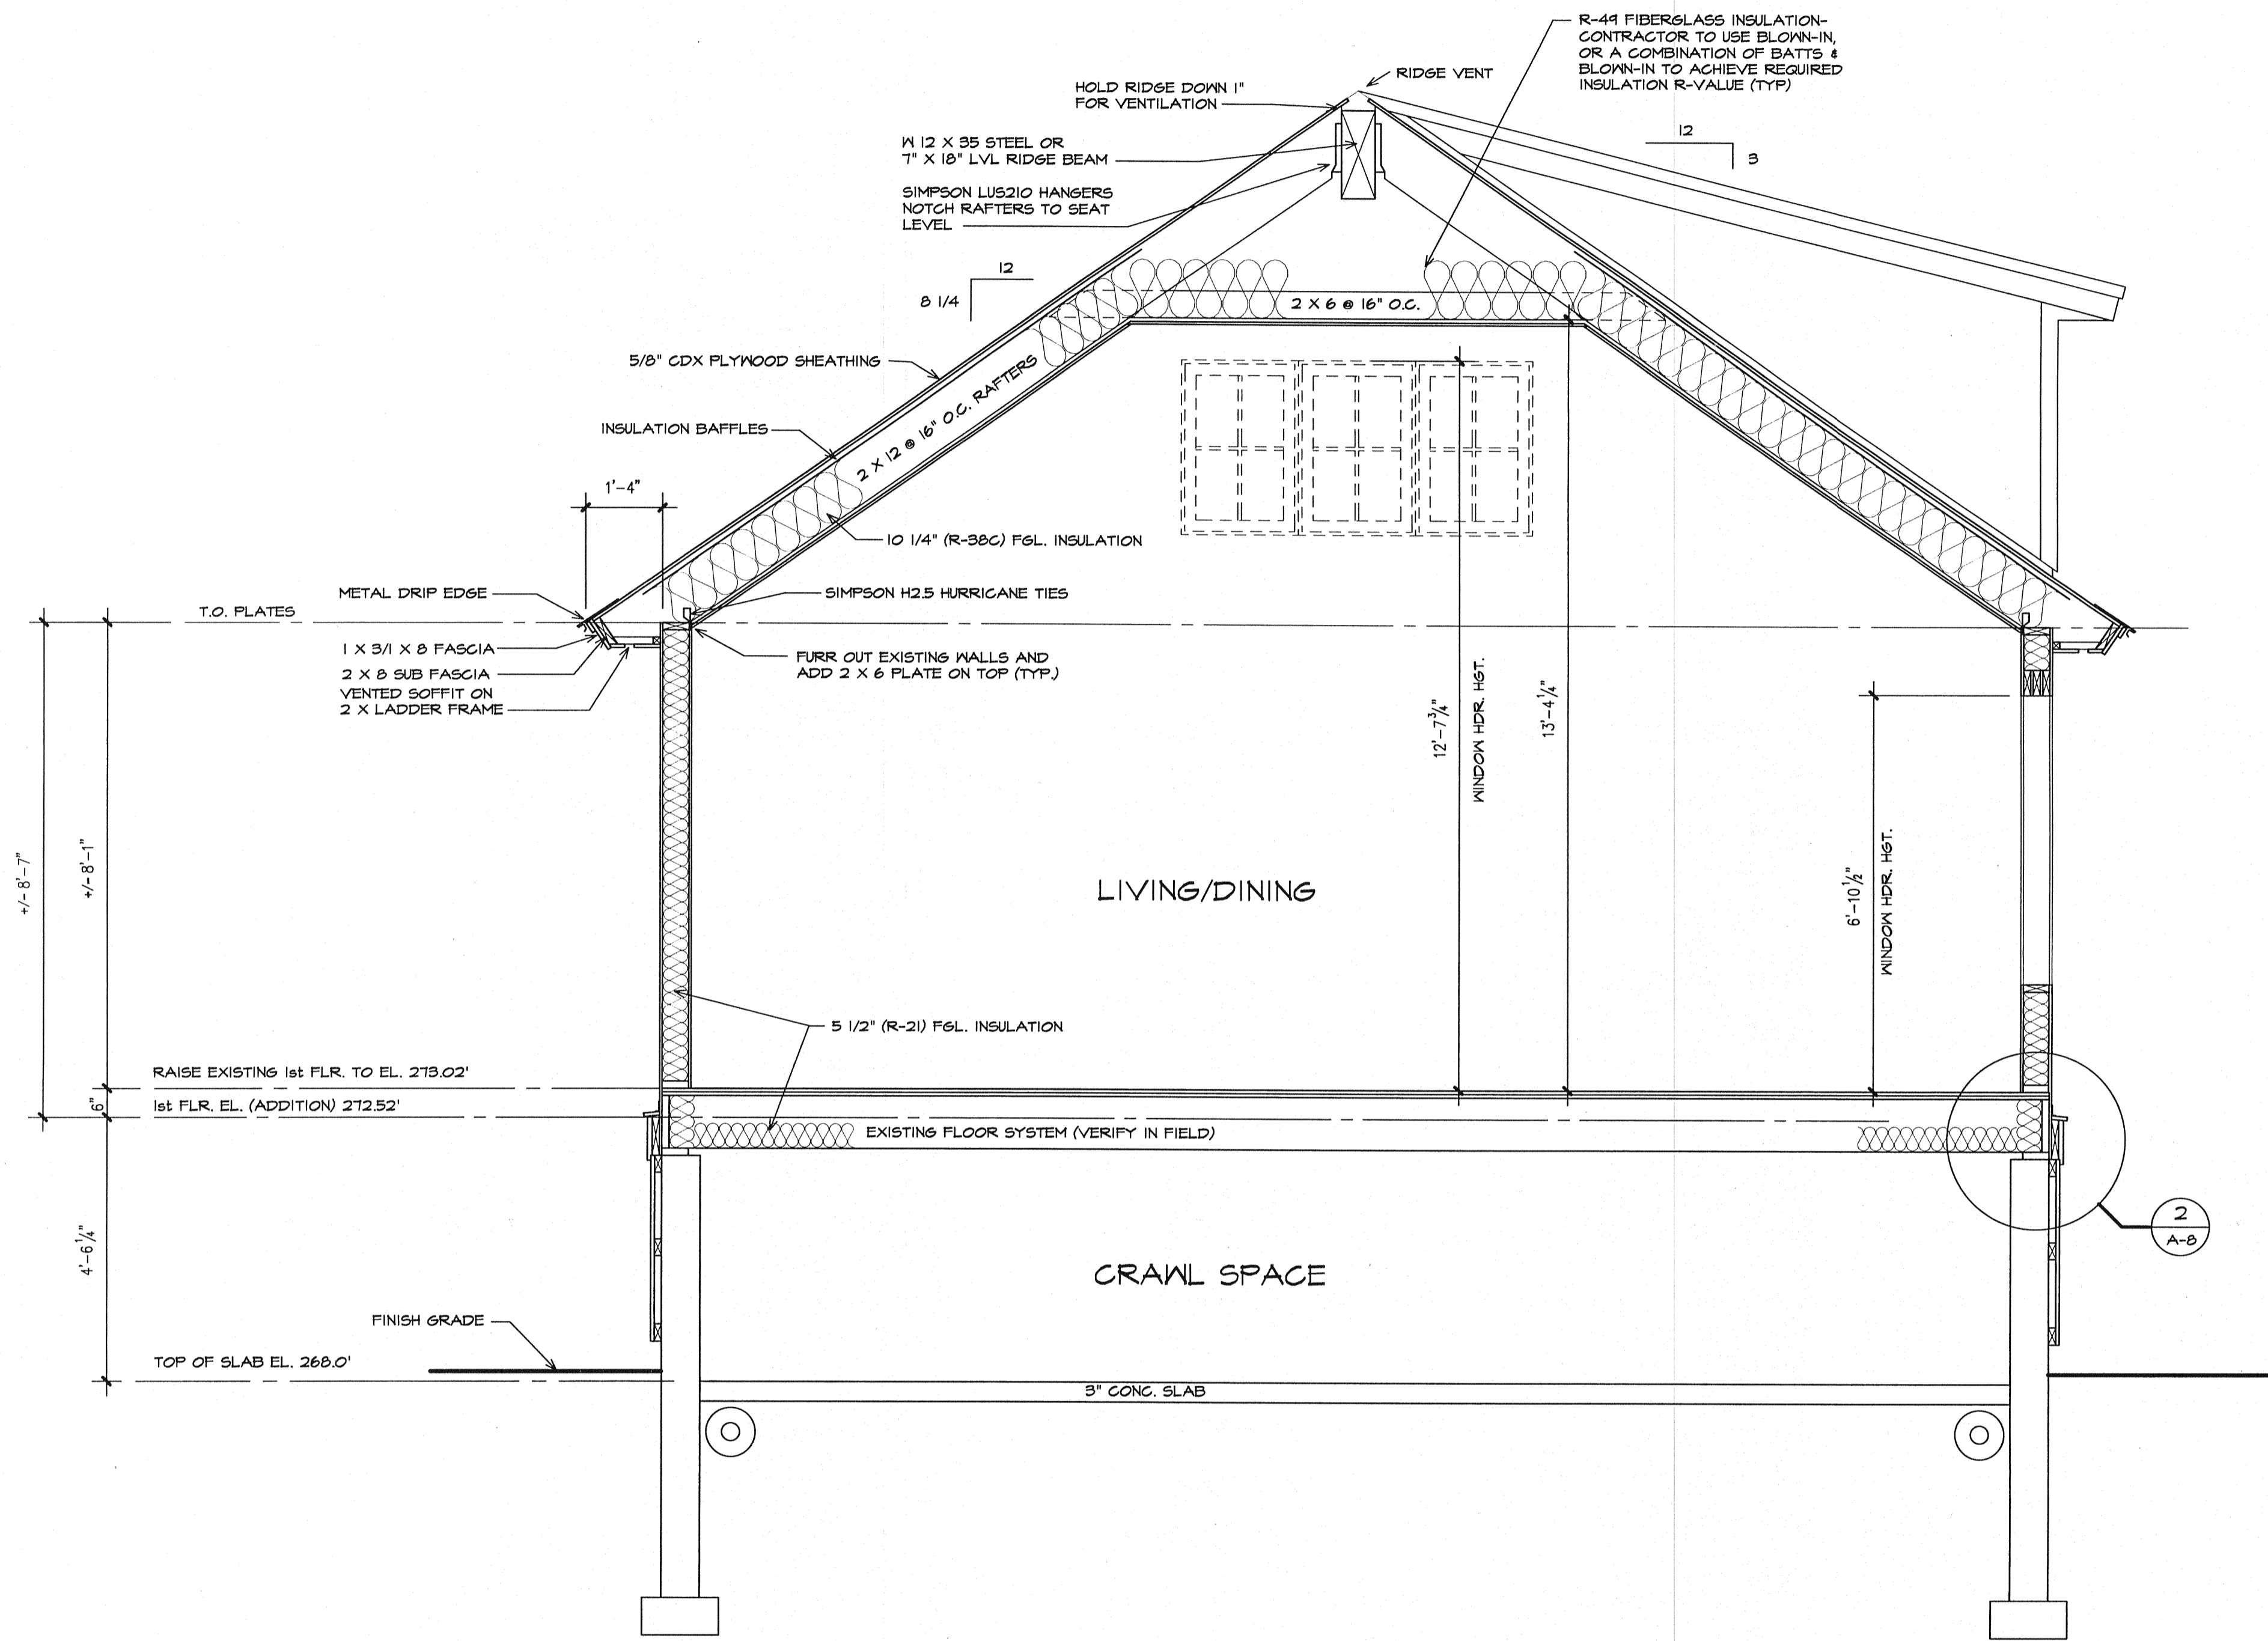 R-49 FIBERGLASS INSULATION-
CONTRACTOR TO USE BLOWN-IN,
OR A COMBINATION OF BATTS &
BLOWN-IN TO ACHIEVE REQUIRED
INSULATION R-VALUE (TYP)
RIDGE VENT
HOLD RIDGE DOWN 1"
FOR VENTILATION
W 12 X 35 STEEL OR
7" X 18" LVL RIDGE BEAM
12
3
SIMPSON LUS210 HANGERS
NOTCH RAFTERS TO SEAT
LEVEL
12
8 1/4
2 X 6 @ 16" O.C.
5/8" CDX PLYWOOD SHEATHING
2 X 12 @ 16" O.C. RAFTERS
INSULATION BAFFLES
1'-4"
10 1/4" (R-38C) FGL. INSULATION
METAL DRIP EDGE
SIMPSON H2.5 HURRICANE TIES
T.O. PLATES
1 X 3/1 X 8 FASCIA
2 X 8 SUB FASCIA
VENTED SOFFIT ON
2 X LADDER FRAME
FURR OUT EXISTING WALLS AND
ADD 2 X 6 PLATE ON TOP (TYP.)
12'-7 3/4"
WINDOW HDR. HGT.
13'-4 1/4"
+/- 8'-7"
+/- 8'-1"
LIVING/DINING
6'-10 1/2"
WINDOW HDR. HGT.
5 1/2" (R-21) FGL. INSULATION
RAISE EXISTING 1st FLR. TO EL. 273.02'
6"
1st FLR. EL. (ADDITION) 272.52'
EXISTING FLOOR SYSTEM (VERIFY IN FIELD)
2
A-8
4'-6 1/4"
CRAWL SPACE
FINISH GRADE
TOP OF SLAB EL. 268.0'
3" CONC. SLAB